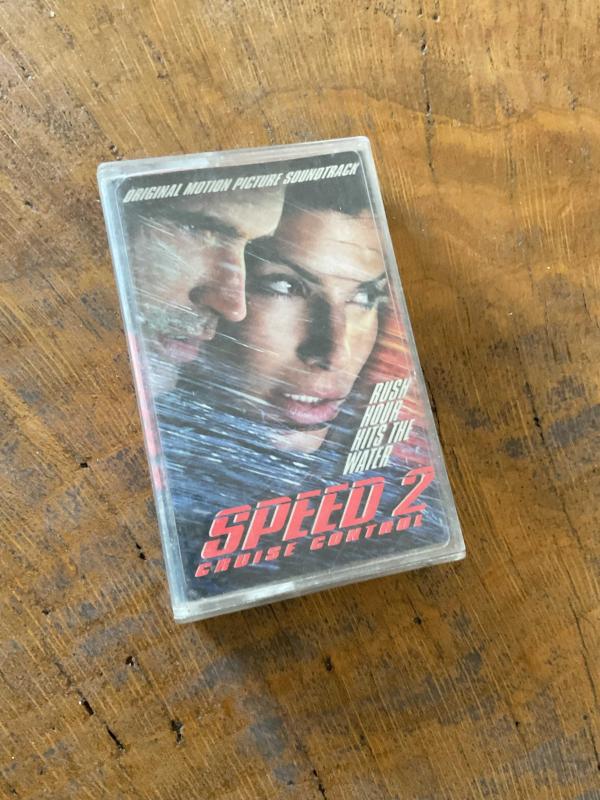 ORIGINAL MOTION PICTURE SOUNDTRACK
RUSH
HOUR
HITS THE
WATER
SPEED 2
CRUISE CONTROL